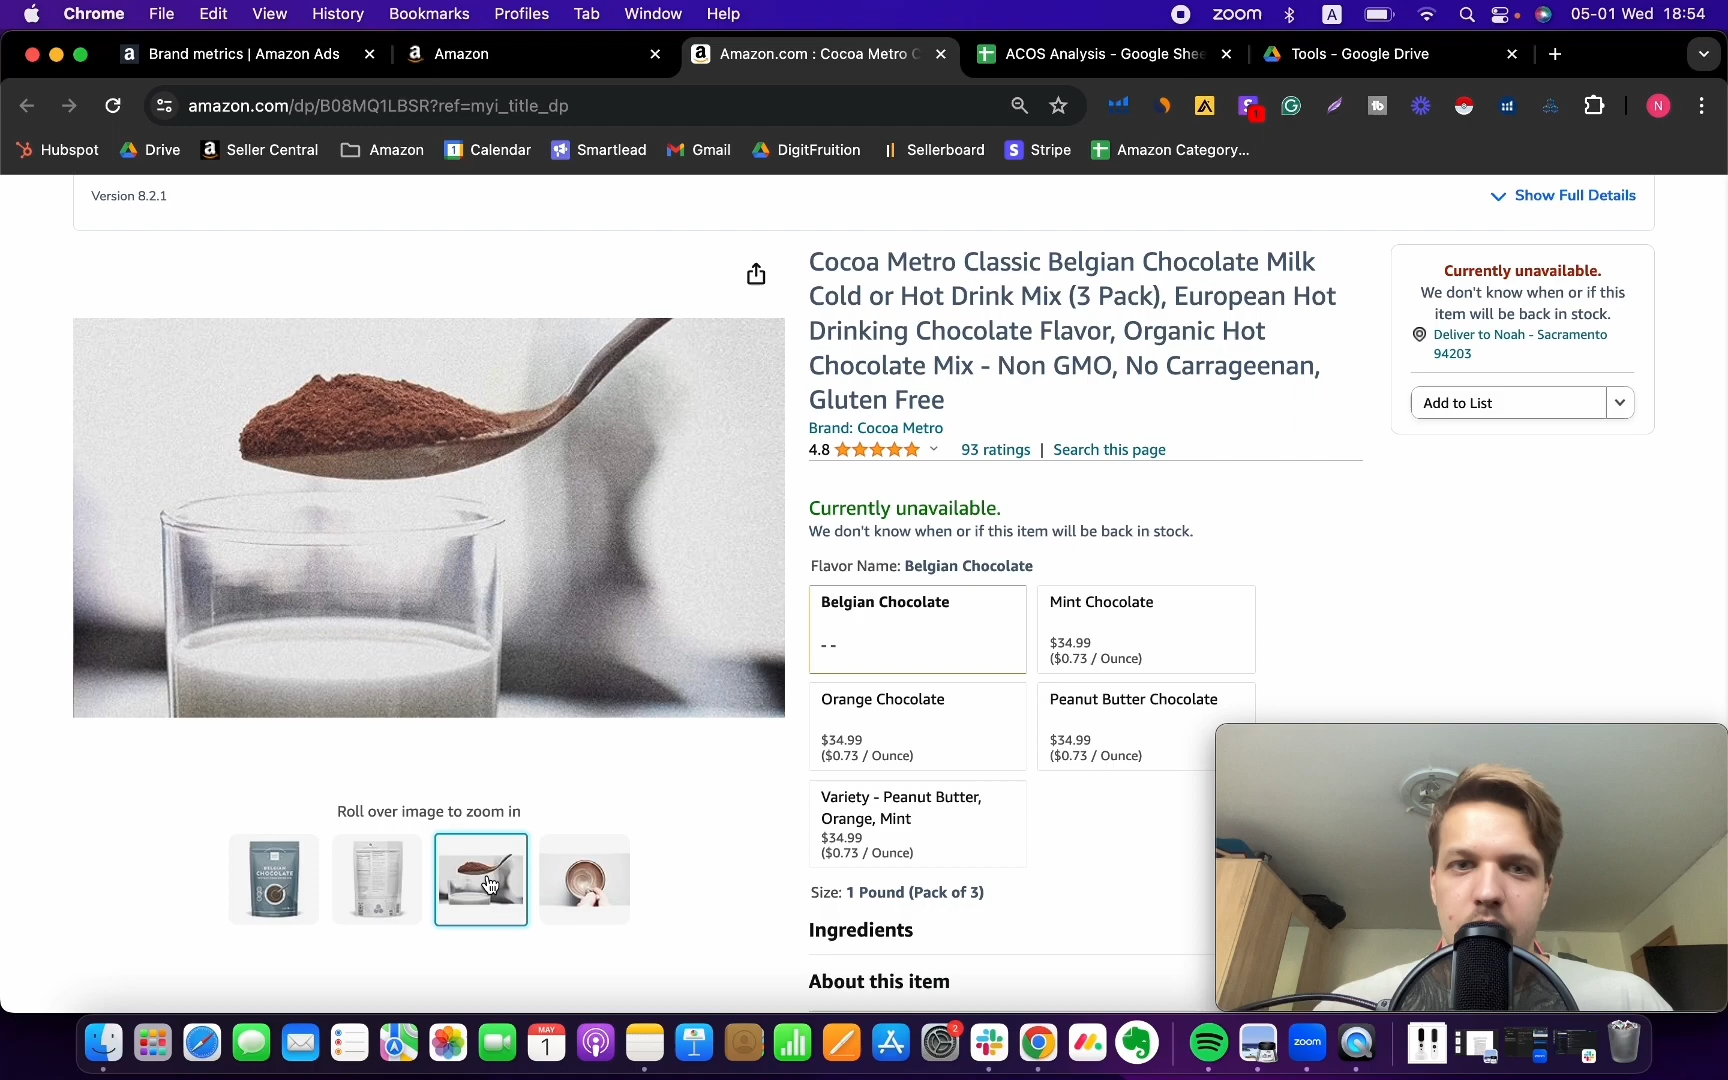 Chrome File Edit View History Bookmarks Profiles Tab Window Help zoom A 05-01 Wed 18:54
Brand metrics | Amazon Ads
Amazon
Amazon.com : Cocoa Metro C
ACOS Analysis - Google She
Tools - Google Drive
amazon.com/dp/B08MQ1LBSR?ref=myi_title_dp
N
Hubspot Drive Seller Central Amazon Calendar Smartlead Gmail DigitFruition Sellerboard Stripe Amazon Category...
Version 8.2.1
Show Full Details
Cocoa Metro Classic Belgian Chocolate Milk
Cold or Hot Drink Mix (3 Pack), European Hot
Drinking Chocolate Flavor, Organic Hot
Chocolate Mix - Non GMO, No Carrageenan,
Gluten Free
Brand: Cocoa Metro
4.8 93 ratings | Search this page
Currently unavailable.
We don't know when or if this item will be back in stock.
Flavor Name: Belgian Chocolate
Belgian Chocolate
- -
Mint Chocolate
$34.99
($0.73 / Ounce)
Orange Chocolate
$34.99
($0.73 / Ounce)
Peanut Butter Chocolate
$34.99
($0.73 / Ounce)
Variety - Peanut Butter,
Orange, Mint
$34.99
($0.73 / Ounce)
Size: 1 Pound (Pack of 3)
Ingredients
About this item
Currently unavailable.
We don't know when or if this
item will be back in stock.
Deliver to Noah - Sacramento
94203
Add to List
Roll over image to zoom in
BELGIAN
CHOCOLATE
MAY
1
2
zoom